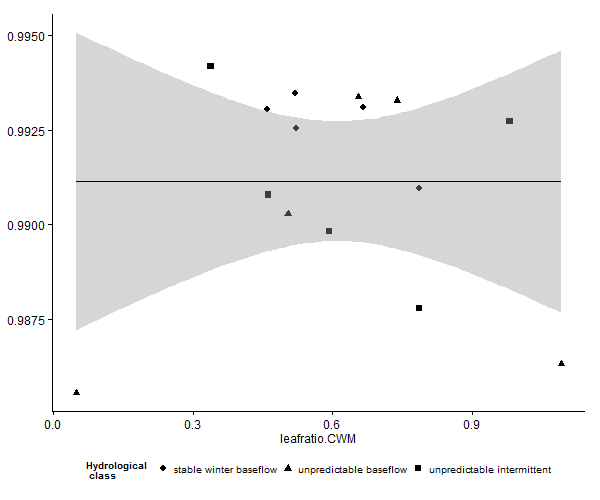 0.9950
0.9925
0.9900
0.9875
0.0 0.3 0.6 0.9
leafratio.CWM
Hydrological
class
stable winter baseflow unpredictable baseflow unpredictable intermittent